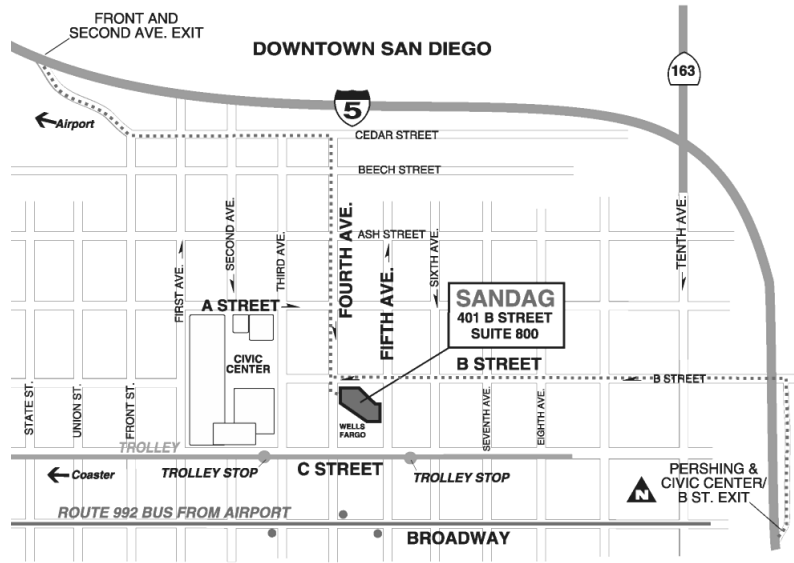 FRONT AND
SECOND AVE. EXIT
DOWNTOWN SAN DIEGO
163
5
Airport
CEDAR STREET
BEECH STREET
ASH STREET
FIRST AVE.
SECOND AVE.
THIRD AVE.
FOURTH AVE.
FIFTH AVE.
SIXTH AVE.
TENTH AVE.
A STREET
SANDAG
401 B STREET
SUITE 800
CIVIC
CENTER
B STREET
B STREET
STATE ST.
UNION ST.
FRONT ST.
WELLS
FARGO
SEVENTH AVE.
EIGHTH AVE.
TROLLEY
Coaster
TROLLEY STOP
C STREET
TROLLEY STOP
PERSHING &
CIVIC CENTER/
B ST. EXIT
N
ROUTE 992 BUS FROM AIRPORT
BROADWAY